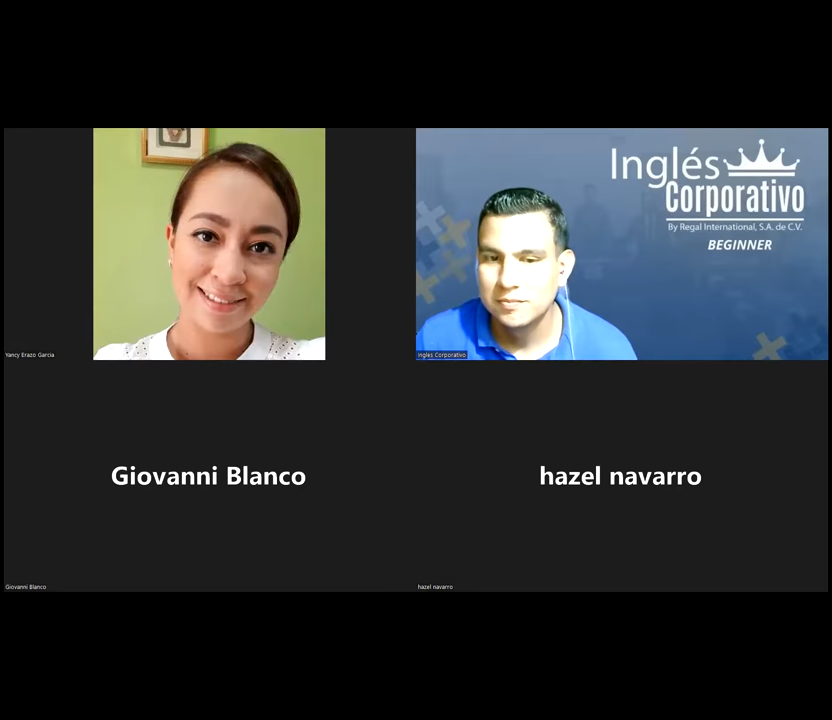 Inglés
Corporativo
By Regal International, S.A. de C.V.
BEGINNER
Yancy Erazo Garcia
Inglés Corporativo
Giovanni Blanco
hazel navarro
Giovanni Blanco
hazel navarro